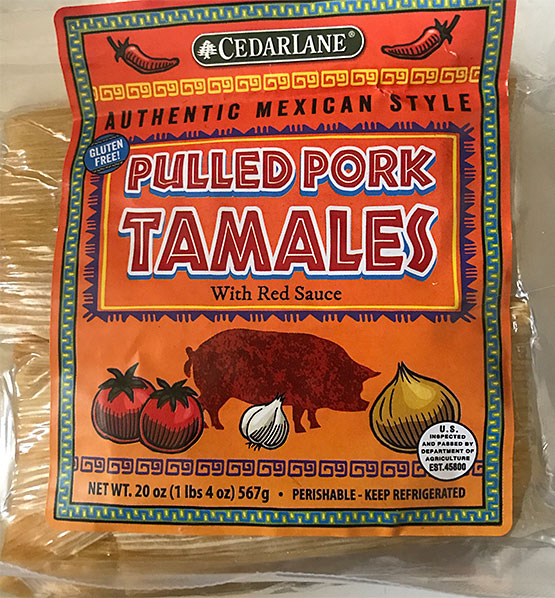 CEDARLANE®
AUTHENTIC MEXICAN STYLE
GLUTEN
FREE!
PULLED PORK
TAMALES
With Red Sauce
U.S.
INSPECTED
AND PASSED BY
DEPARTMENT OF
AGRICULTURE
EST.45800
NET WT. 20 oz (1 lbs 4 oz) 567g • PERISHABLE - KEEP REFRIGERATED